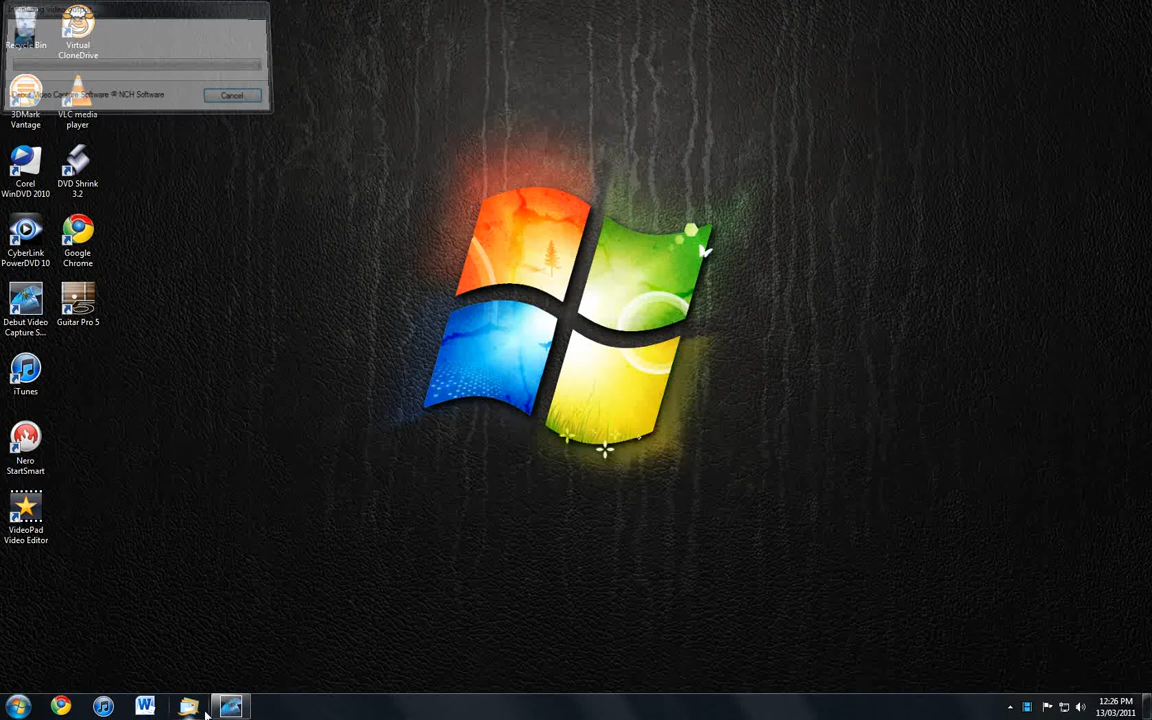 Recycle Bin
Virtual
CloneDrive
Debut Video Capture Software © NCH Software
Cancel
3DMark
Vantage
VLC media
player
Corel
WinDVD 2010
DVD Shrink
3.2
CyberLink
PowerDVD 10
Google
Chrome
Debut Video
Capture S...
Guitar Pro 5
iTunes
Nero
StartSmart
VideoPad
Video Editor
12:26 PM
13/03/2011